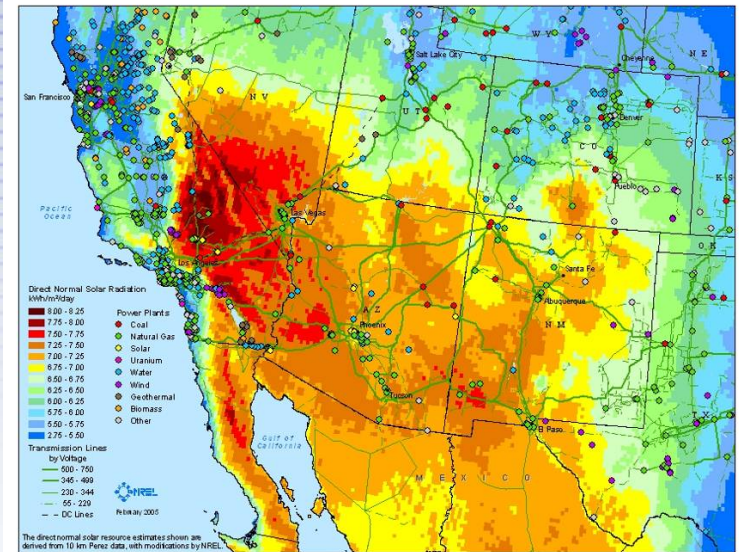 W Y
N E
Salt Lake City
Cheyenne
San Francisco
N V
U T
Denver
C O
K S
Pueblo
Pacific
Ocean
Las Vegas
O K
Santa Fe
Los Angeles
Albuquerque
A Z
Phoenix
N M
Tucson
T X
El Paso
Gulf of
California
M E X I C O
Direct Normal Solar Radiation
kWh/m²/day
8.00 - 8.25
7.75 - 8.00
7.50 - 7.75
7.25 - 7.50
7.00 - 7.25
6.75 - 7.00
6.50 - 6.75
6.25 - 6.50
6.00 - 6.25
5.75 - 6.00
5.50 - 5.75
2.75 - 5.50
Power Plants
Coal
Natural Gas
Solar
Uranium
Water
Wind
Geothermal
Biomass
Other
Transmission Lines
by Voltage
500 - 750
345 - 499
230 - 344
55 - 229
DC Lines
NREL
February 2005
The direct normal solar resource estimates shown are
derived from 10 km Perez data, with modifications by NREL.